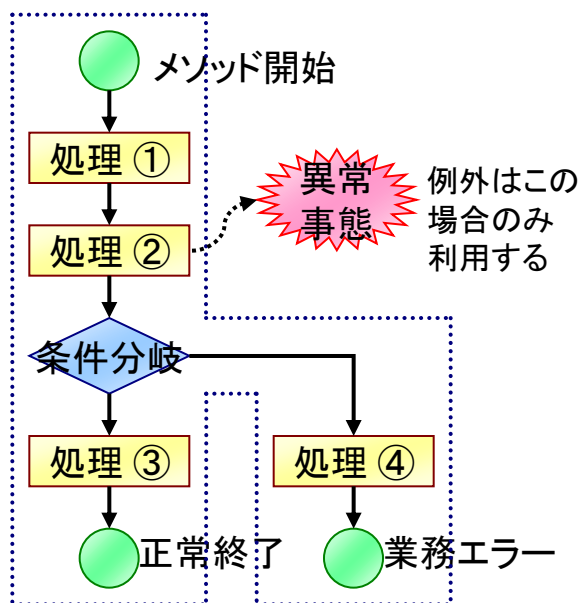 メソッド開始
処理 ①
異常
事態
例外はこの
場合のみ
利用する
処理 ②
条件分岐
処理 ③
処理 ④
正常終了
業務エラー